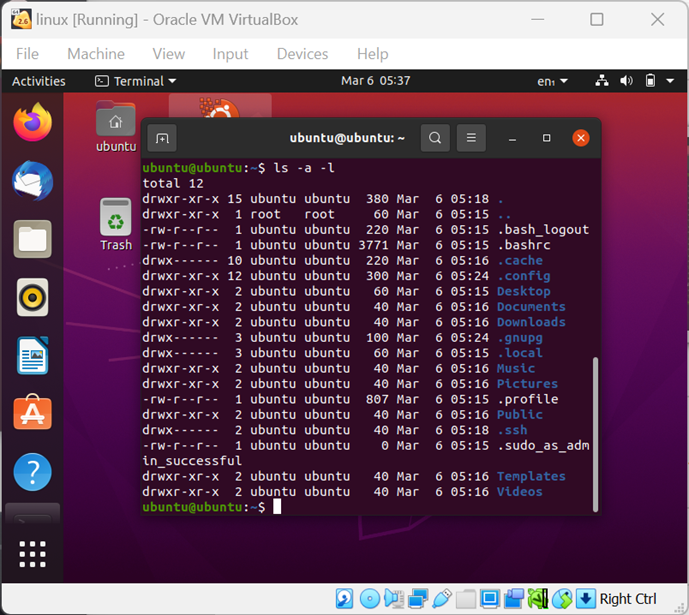 linux [Running] - Oracle VM VirtualBox
File Machine View Input Devices Help
Activities Terminal Mar 6 05:37 en₁
ubuntu
Trash
ubuntu@ubuntu: ~
ubuntu@ubuntu:~$ ls -a -l
total 12
drwxr-xr-x 15 ubuntu ubuntu 380 Mar 6 05:18 .
drwxr-xr-x 1 root root 60 Mar 6 05:15 ..
-rw-r--r-- 1 ubuntu ubuntu 220 Mar 6 05:15 .bash_logout
-rw-r--r-- 1 ubuntu ubuntu 3771 Mar 6 05:15 .bashrc
drwx------ 10 ubuntu ubuntu 220 Mar 6 05:16 .cache
drwxr-xr-x 12 ubuntu ubuntu 300 Mar 6 05:24 .config
drwxr-xr-x 2 ubuntu ubuntu 60 Mar 6 05:15 Desktop
drwxr-xr-x 2 ubuntu ubuntu 40 Mar 6 05:16 Documents
drwxr-xr-x 2 ubuntu ubuntu 40 Mar 6 05:16 Downloads
drwx------ 3 ubuntu ubuntu 100 Mar 6 05:24 .gnupg
drwx------ 3 ubuntu ubuntu 60 Mar 6 05:15 .local
drwxr-xr-x 2 ubuntu ubuntu 40 Mar 6 05:16 Music
drwxr-xr-x 2 ubuntu ubuntu 40 Mar 6 05:16 Pictures
-rw-r--r-- 1 ubuntu ubuntu 807 Mar 6 05:15 .profile
drwxr-xr-x 2 ubuntu ubuntu 40 Mar 6 05:16 Public
drwx------ 2 ubuntu ubuntu 40 Mar 6 05:18 .ssh
-rw-r--r-- 1 ubuntu ubuntu 0 Mar 6 05:15 .sudo_as_adm
in_successful
drwxr-xr-x 2 ubuntu ubuntu 40 Mar 6 05:16 Templates
drwxr-xr-x 2 ubuntu ubuntu 40 Mar 6 05:16 Videos
ubuntu@ubuntu:~$
Right Ctrl